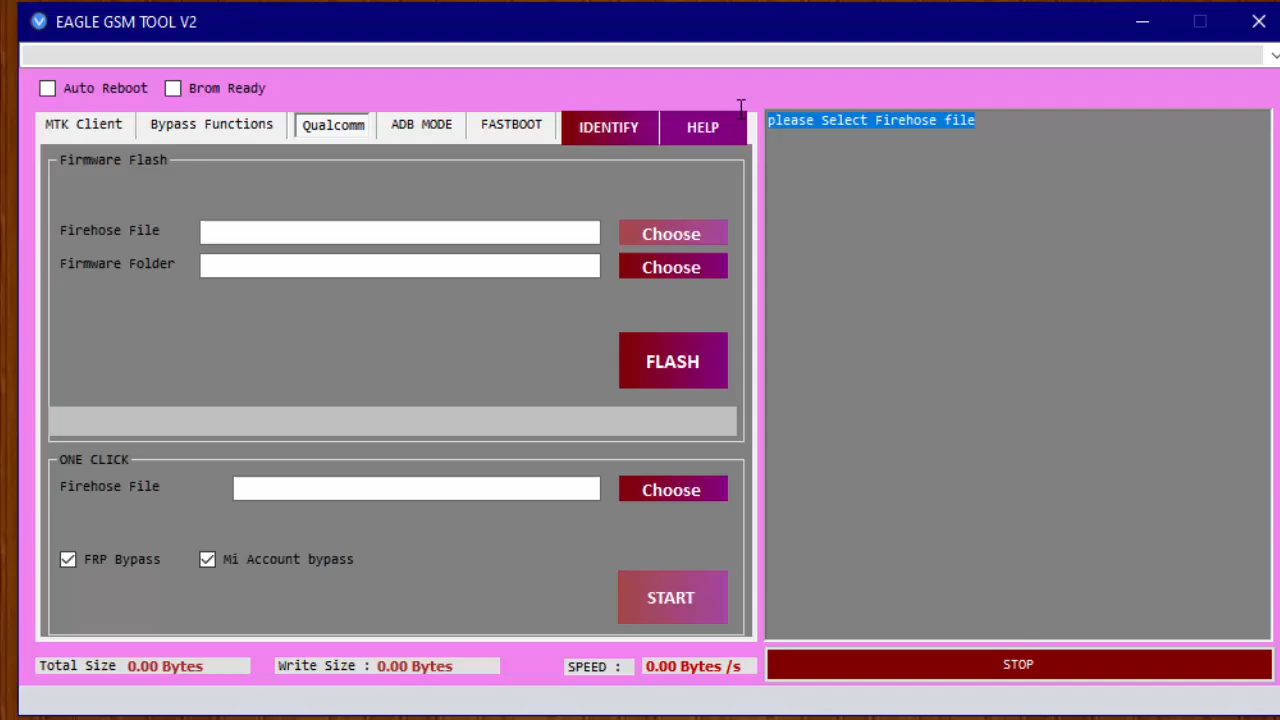 EAGLE GSM TOOL V2
Auto Reboot
Brom Ready
MTK Client
Bypass Functions
Qualcomm
ADB MODE
FASTBOOT
IDENTIFY
HELP
please Select Firehose file
Firmware Flash
Firehose File
Choose
Firmware Folder
Choose
FLASH
ONE CLICK
Firehose File
Choose
FRP Bypass
Mi Account bypass
START
Total Size 0.00 Bytes
Write Size : 0.00 Bytes
SPEED : 0.00 Bytes /s
STOP